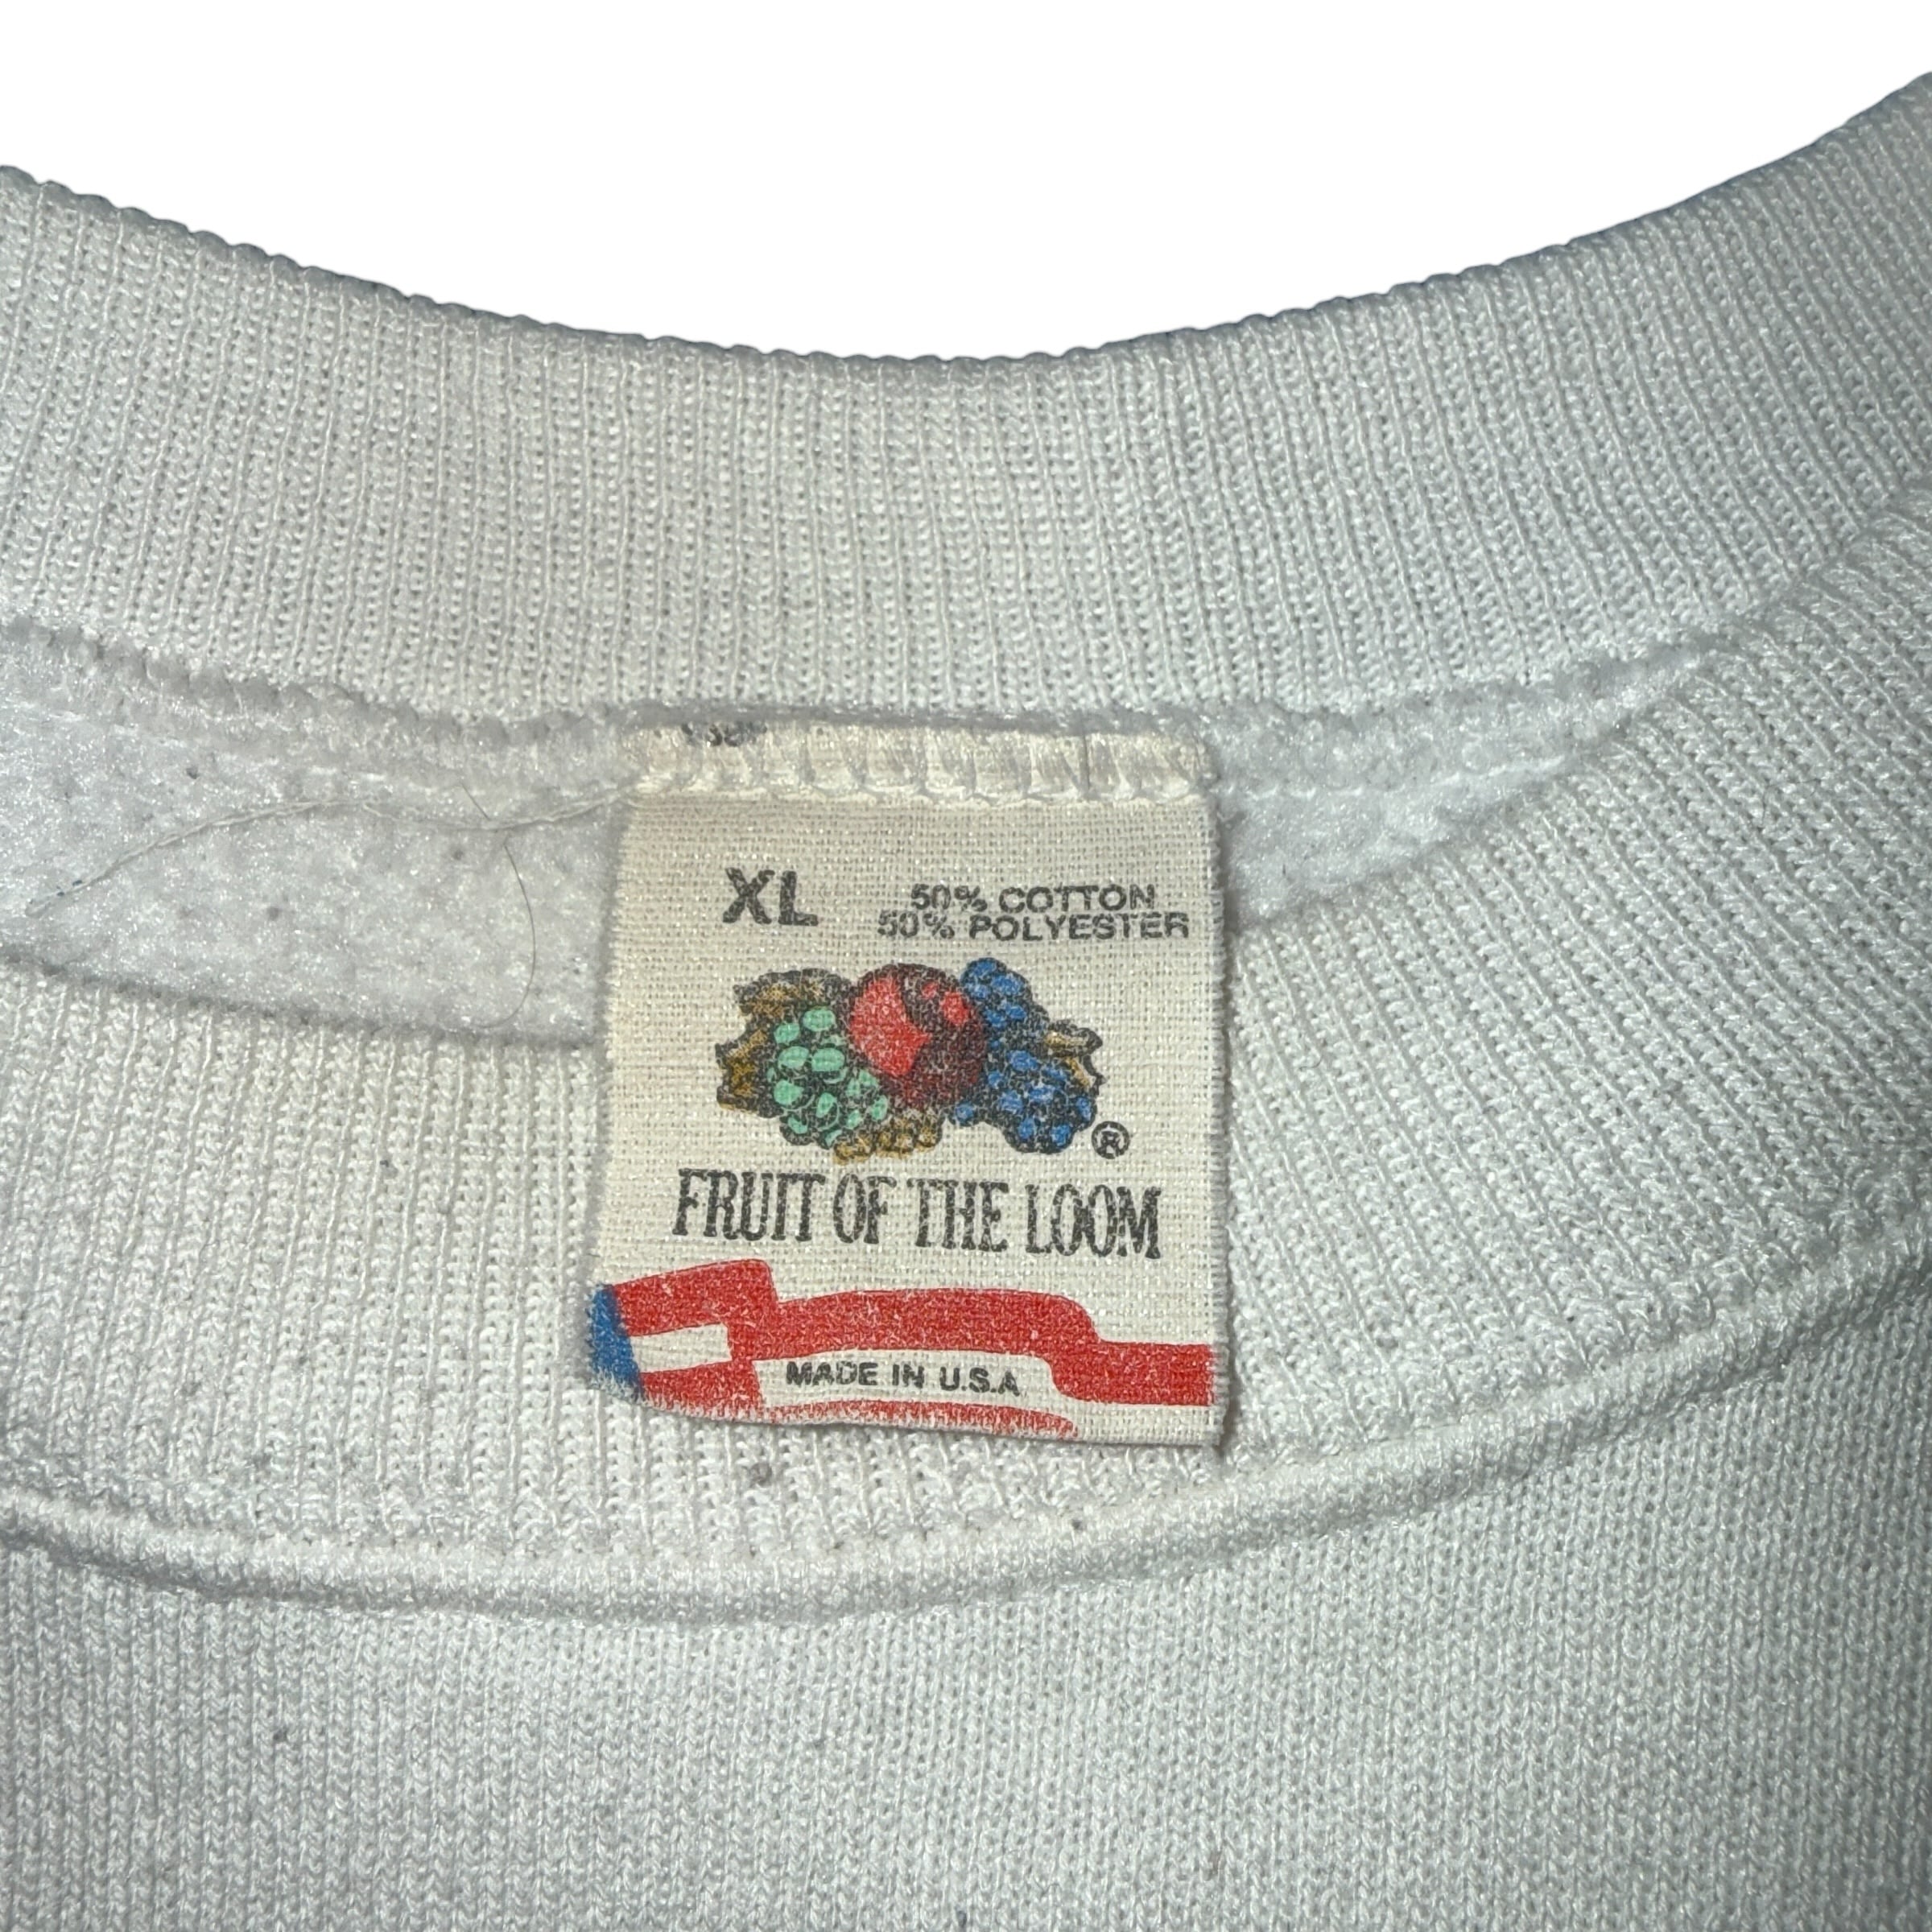 XL
50% COTTON
50% POLYESTER
®
FRUIT OF THE LOOM
MADE IN U.S.A